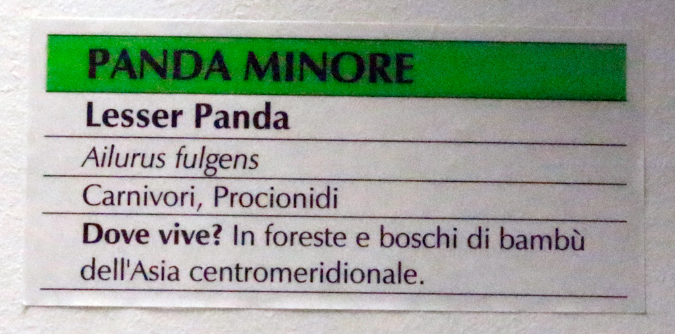 PANDA MINORE
Lesser Panda
Ailurus fulgens
Carnivori, Procionidi
Dove vive? In foreste e boschi di bambù
dell'Asia centromeridionale.